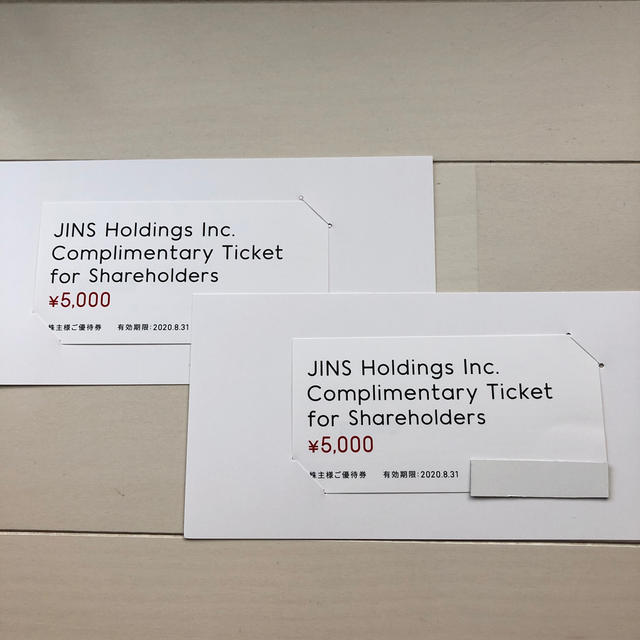 JINS Holdings Inc.
Complimentary Ticket
for Shareholders
¥5,000
株主様ご優待券 有効期限：2020.8.31
JINS Holdings Inc.
Complimentary Ticket
for Shareholders
¥5,000
株主様ご優待券 有効期限：2020.8.31